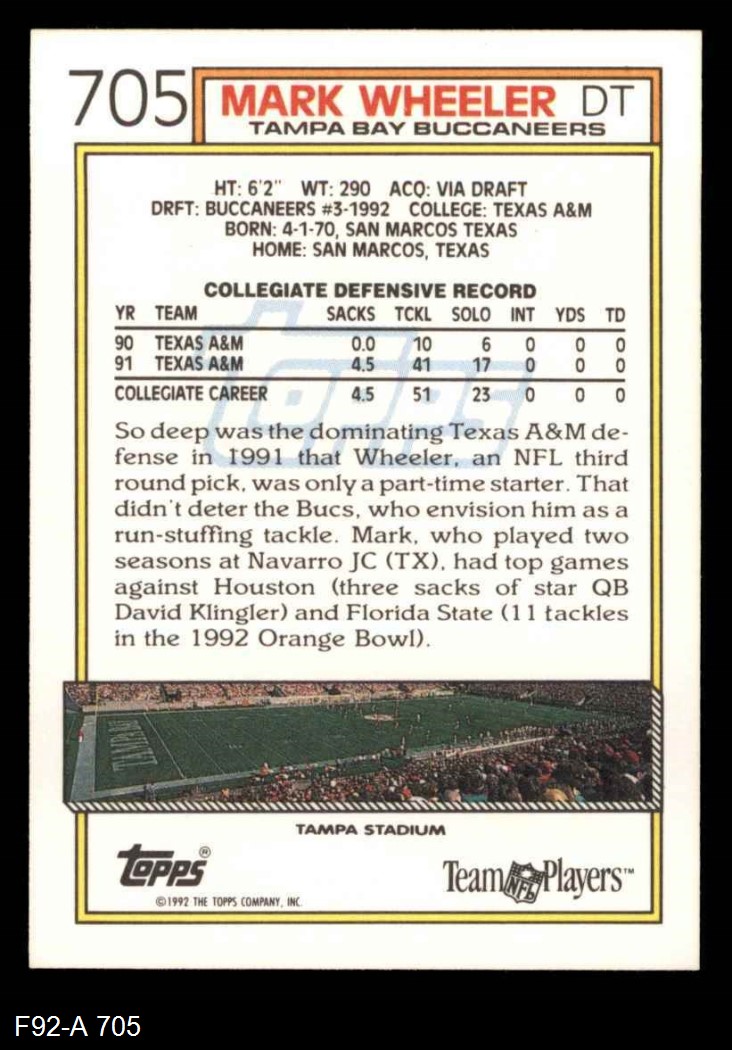 705
MARK WHEELER DT
TAMPA BAY BUCCANEERS
HT: 6'2" WT: 290 ACQ: VIA DRAFT
DRFT: BUCCANEERS #3-1992 COLLEGE: TEXAS A&M
BORN: 4-1-70, SAN MARCOS TEXAS
HOME: SAN MARCOS, TEXAS
COLLEGIATE DEFENSIVE RECORD
YR TEAM SACKS TCKL SOLO INT YDS TD
90 TEXAS A&M 0.0 10 6 0 0 0
91 TEXAS A&M 4.5 41 17 0 0 0
COLLEGIATE CAREER 4.5 51 23 0 0 0
topps
So deep was the dominating Texas A&M de-
fense in 1991 that Wheeler, an NFL third
round pick, was only a part-time starter. That
didn't deter the Bucs, who envision him as a
run-stuffing tackle. Mark, who played two
seasons at Navarro JC (TX), had top games
against Houston (three sacks of star QB
David Klingler) and Florida State (11 tackles
in the 1992 Orange Bowl).
TAMPA BAY
TAMPA STADIUM
topps®
©1992 THE TOPPS COMPANY, INC.
Team NFL Players™
F92-A 705